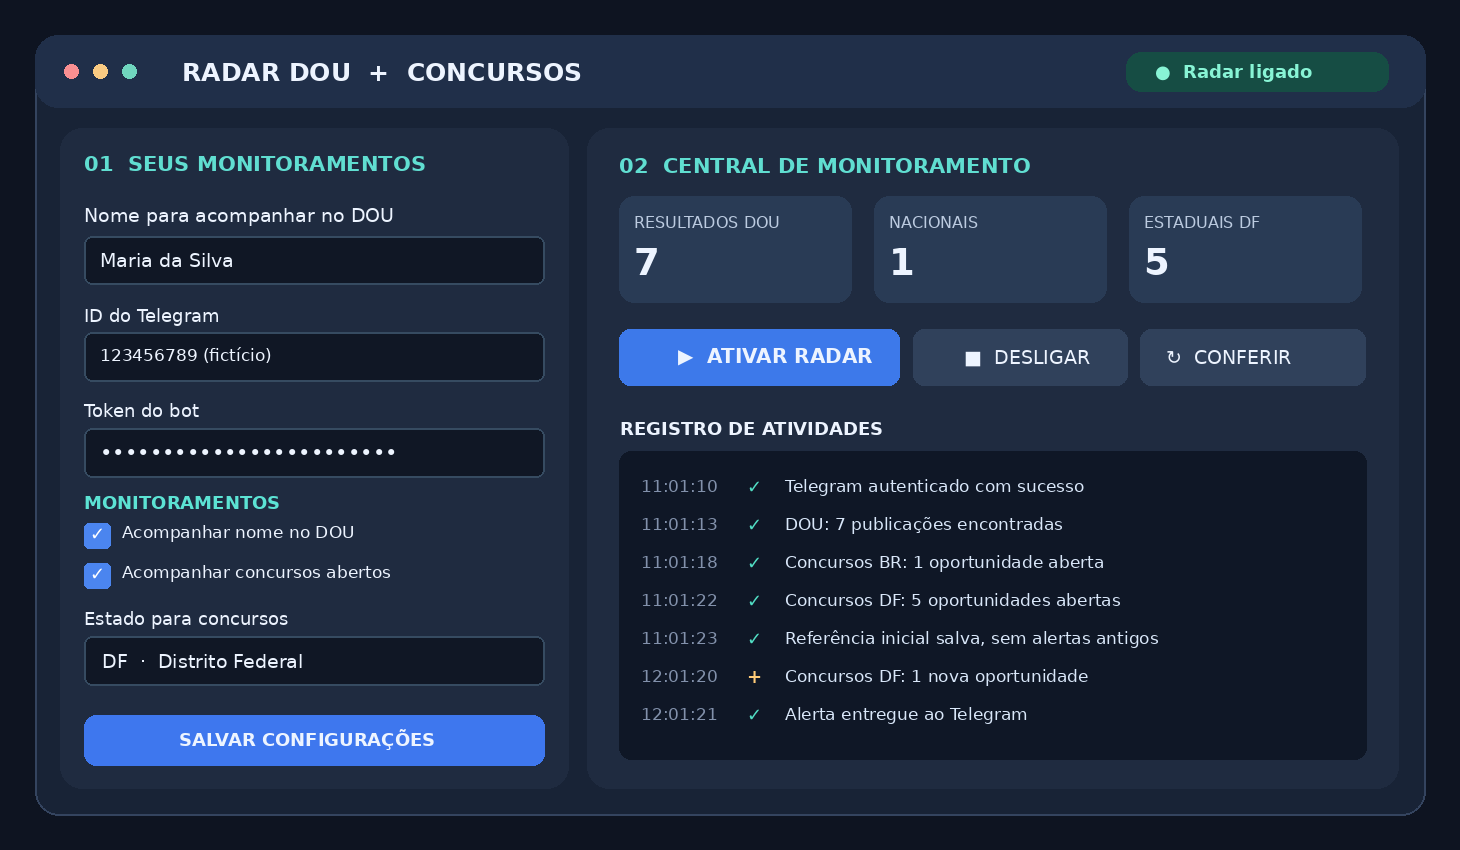 RADAR DOU + CONCURSOS
● Radar ligado
01 SEUS MONITORAMENTOS
Nome para acompanhar no DOU
Maria da Silva
ID do Telegram
123456789 (fictício)
Token do bot
••••••••••••••••••••••••
MONITORAMENTOS
✓ Acompanhar nome no DOU
✓ Acompanhar concursos abertos
Estado para concursos
DF · Distrito Federal
SALVAR CONFIGURAÇÕES
02 CENTRAL DE MONITORAMENTO
RESULTADOS DOU
7
NACIONAIS
1
ESTADUAIS DF
5
▶ ATIVAR RADAR
■ DESLIGAR
↻ CONFERIR
REGISTRO DE ATIVIDADES
11:01:10 ✓ Telegram autenticado com sucesso
11:01:13 ✓ DOU: 7 publicações encontradas
11:01:18 ✓ Concursos BR: 1 oportunidade aberta
11:01:22 ✓ Concursos DF: 5 oportunidades abertas
11:01:23 ✓ Referência inicial salva, sem alertas antigos
12:01:20 + Concursos DF: 1 nova oportunidade
12:01:21 ✓ Alerta entregue ao Telegram